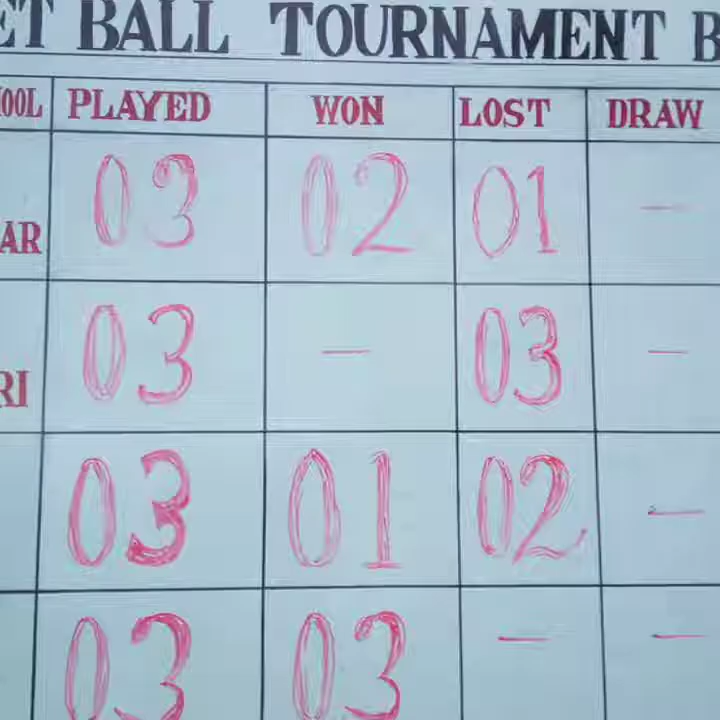 ET BALL TOURNAMENT B
OOL PLAYED WON LOST DRAW
AR 03 02 01 –
RI 03 – 03 –
03 01 02 –
03 03 – –